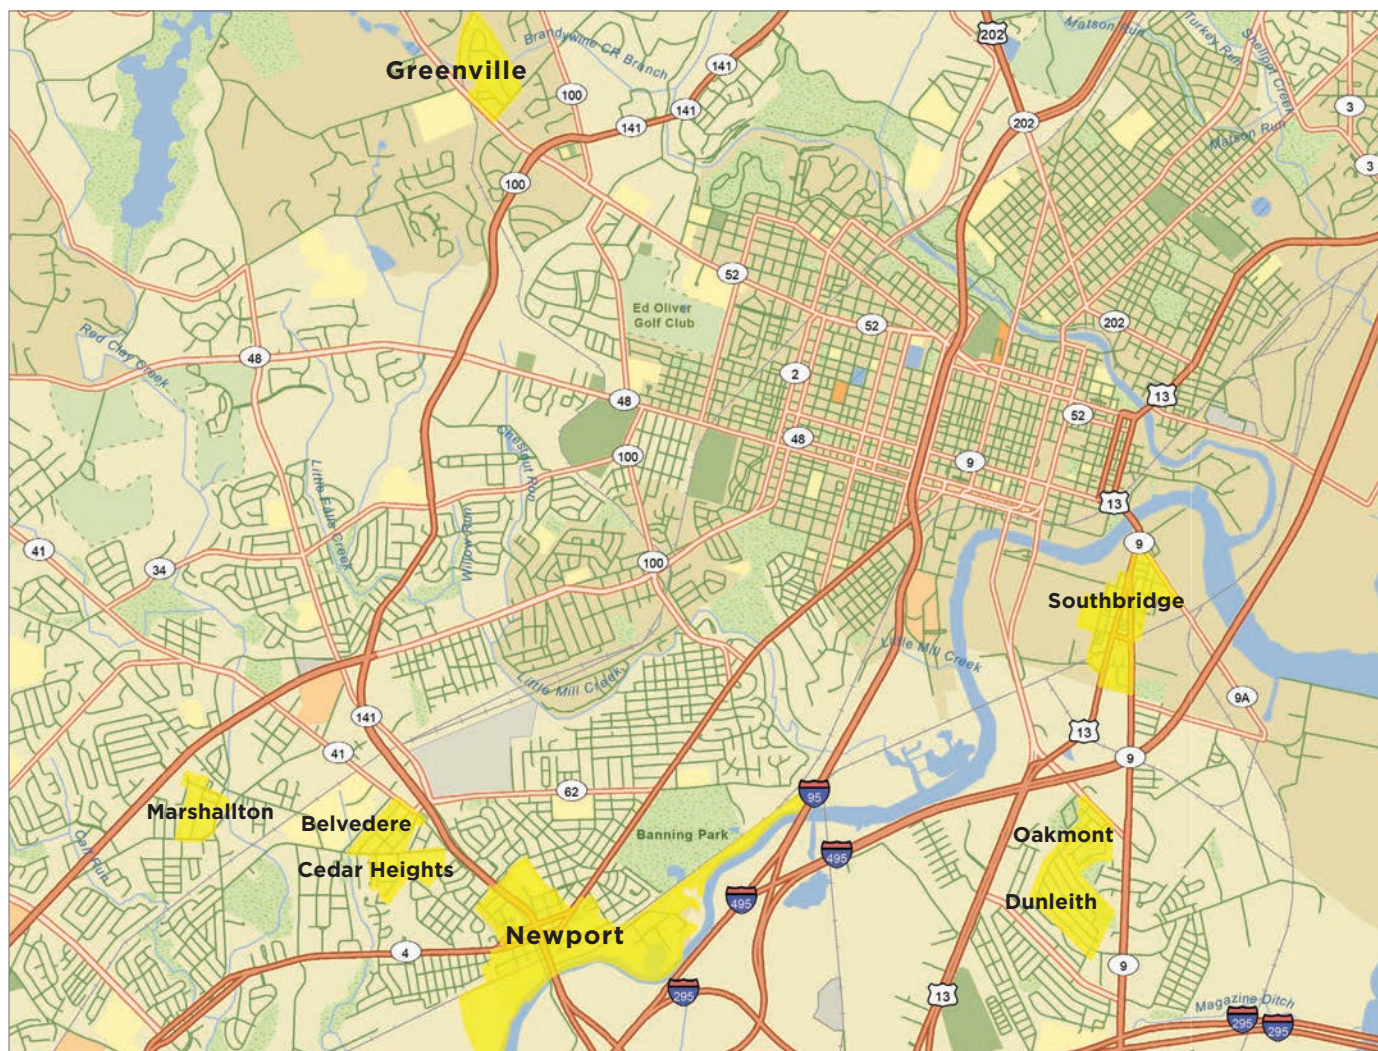 202
Matson Run
Turkey Run
Shellpot Creek
Brandywine CR Branch
Greenville
141
100
141
141
3
202
Matson Run
3
100
52
Ed Oliver
Golf Club
52
202
Red Clay Creek
48
2
13
48
52
48
Chestnut Run
100
9
Little Falls Creek
13
Willow Run
41
9
34
100
Southbridge
Little Mill Creek
Little Mill Creek
9A
141
13
41
9
62
95
Marshallton
Belvedere
Banning Park
Oakmont
495
Cedar Heights
Oak Run
495
Dunleith
Newport
4
9
295
13
Magazine Ditch
295
295